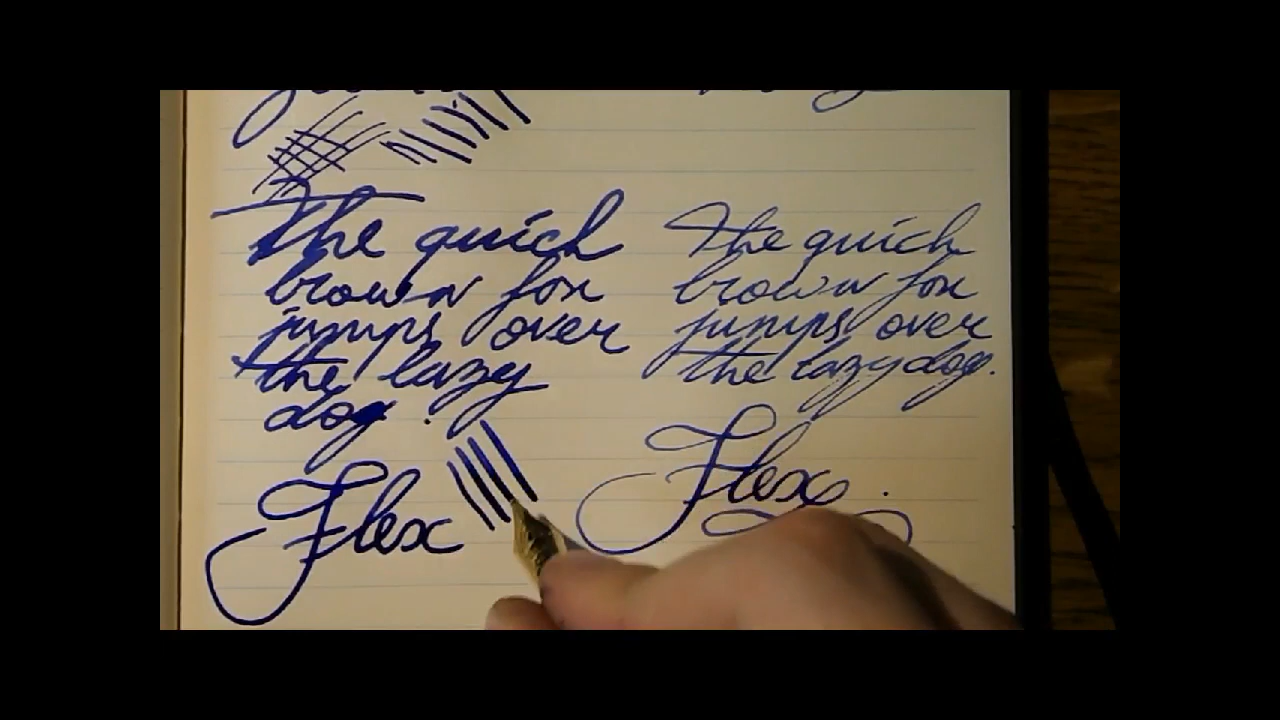 The quick
brown fox
jumps over
the lazy
dog.
Flex
The quick
brown fox
jumps over
the lazy dog.
Flex.